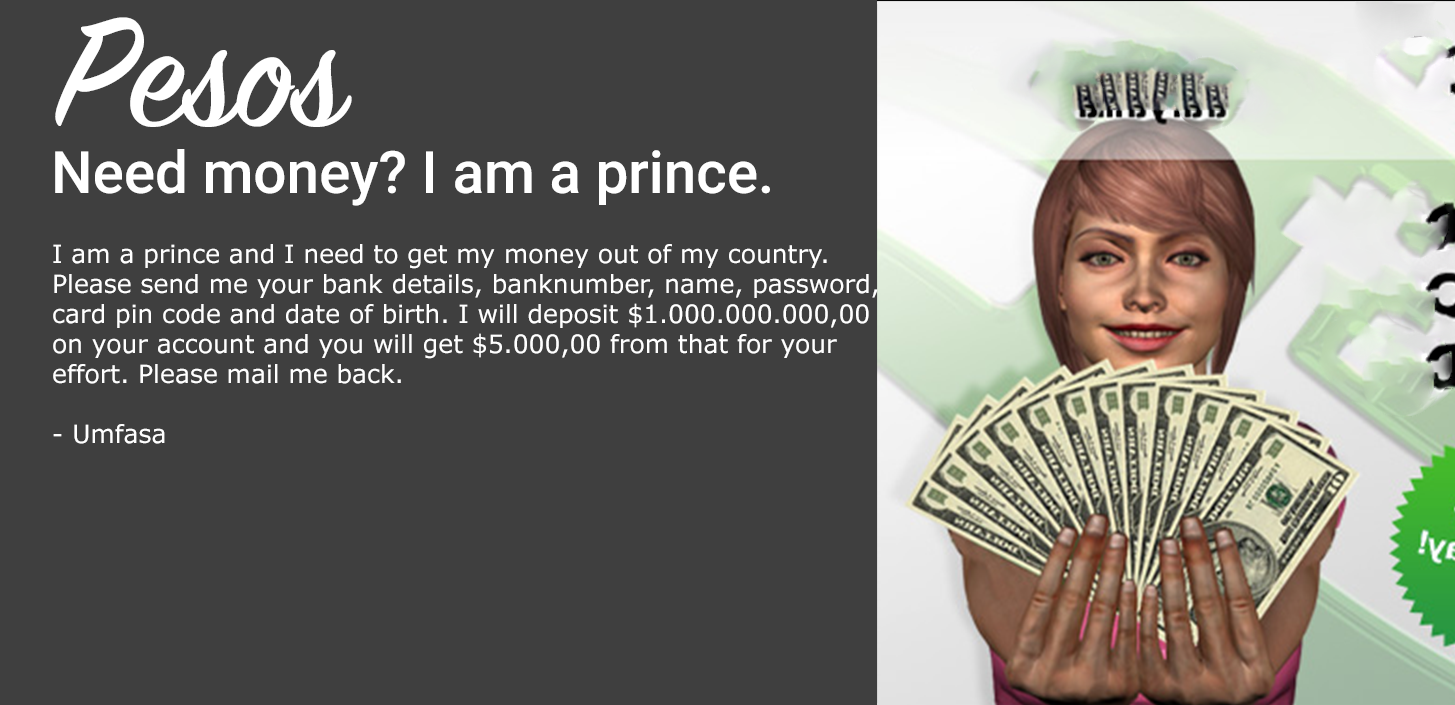 Pesos
Need money? I am a prince.
I am a prince and I need to get my money out of my country.
Please send me your bank details, banknumber, name, password,
card pin code and date of birth. I will deposit $1.000.000.000,00
on your account and you will get $5.000,00 from that for your
effort. Please mail me back.
- Umfasa